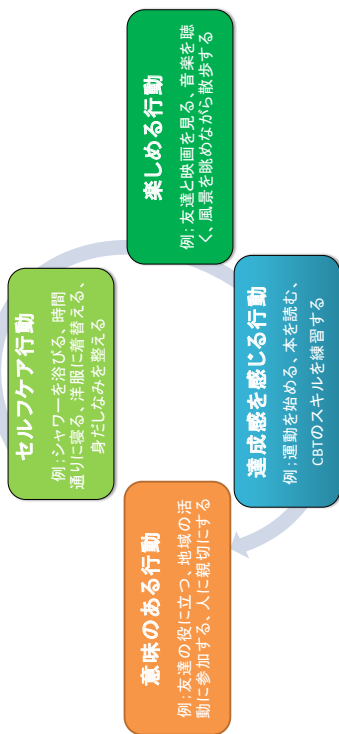 セルフケア行動
例;シャワーを浴びる、時間
通りに寝る、洋服に着替える、
身だしなみを整える
楽しめる行動
例;友達と映画を見る、音楽を聴
く、風景を眺めながら散歩する
達成感を感じる行動
例;運動を始める、本を読む、
CBTのスキルを練習する
意味のある行動
例;友達の役に立つ、地域の活
動に参加する、人に親切にする